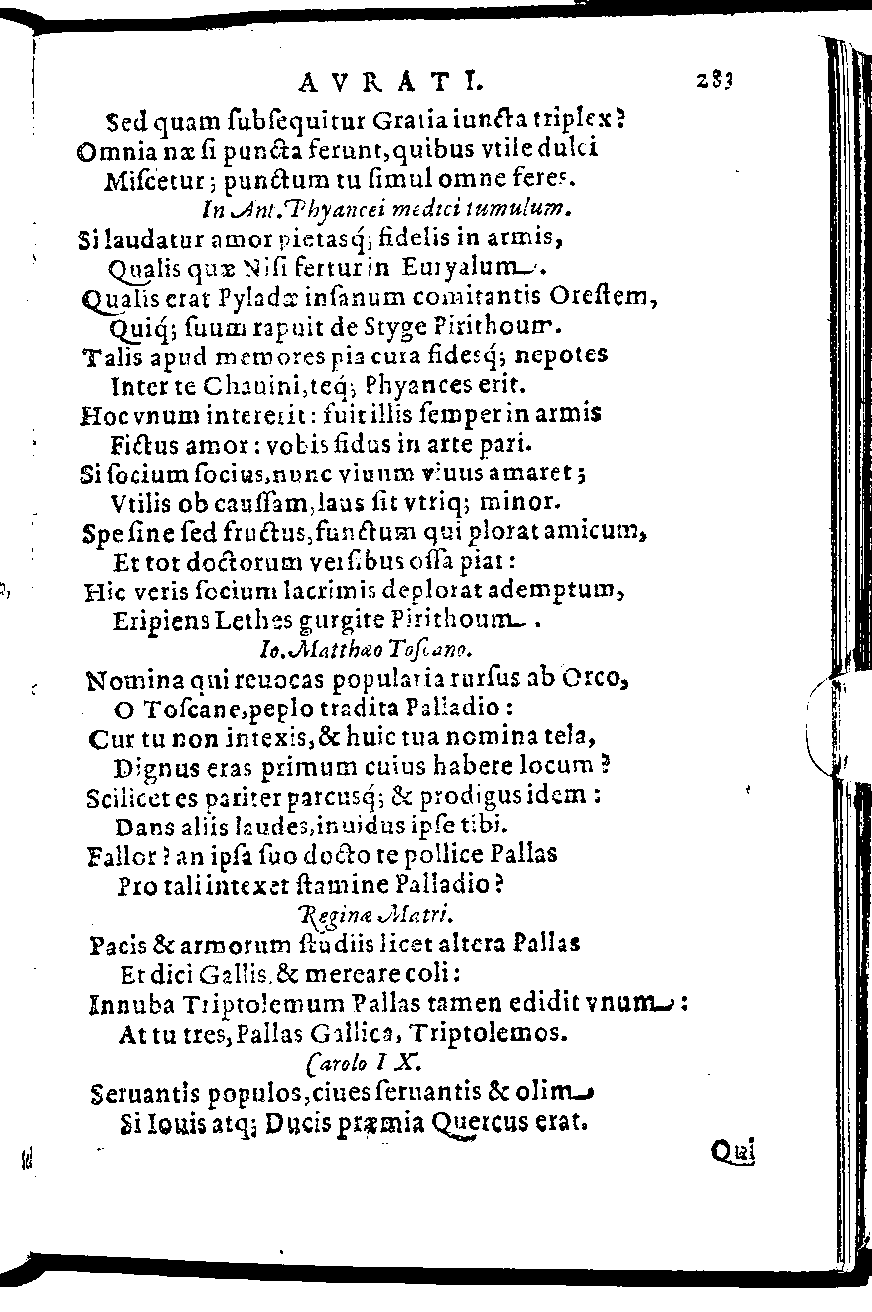 AVRATI. 283
Sed quam ſubſequitur Gratia iuncta triplex?
Omnia næ ſi puncta ferunt, quibus vtile dulci
Miſcetur; punctum tu ſimul omne feres.
In Ant. Phyancei medici tumulum.
Si laudatur amor pietasq́; fidelis in armis,
Qualis quæ Niſi fertur in Euryalum.
Qualis erat Pyladæ inſanum comitantis Oreſtem,
Quiq́; ſuum rapuit de Styge Pirithoum.
Talis apud memores pia cura fidesq́; nepotes
Inter te Chauini, teq́; Phyances erit.
Hoc vnum intererit: fuit illis ſemper in armis
Fictus amor: vobis fidus in arte pari.
Si ſocium ſocius, nunc viuum viuus amaret;
Vtilis ob cauſſam, laus ſit vtriq; minor.
Spe ſine ſed fructus, functum qui plorat amicum,
Et tot doctorum verſibus oſſa piat:
Hic veris ſocium lacrimis deplorat ademptum,
Eripiens Lethes gurgite Pirithoum.
Io. Matthæo Toſcano.
Nomina qui reuocas popularia rurſus ab Orco,
O Toſcane, peplo tradita Palladio:
Cur tu non intexis, & huic tua nomina tela,
Dignus eras primum cuius habere locum?
Scilicet es pariter parcusq́; & prodigus idem:
Dans aliis laudes, inuidus ipſe tibi.
Fallor? an ipſa ſuo docto te pollice Pallas
Pro tali intexet ſtamine Palladio?
Reginæ Matri.
Pacis & armorum ſtudiis licet altera Pallas
Et dici Gallis, & mereare coli:
Innuba Triptolemum Pallas tamen edidit vnum:
At tu tres, Pallas Gallica, Triptolemos.
Carolo IX.
Seruantis populos, ciues ſeruantis & olim
Si Iouis atq; Ducis præmia Quercus erat.
Qui